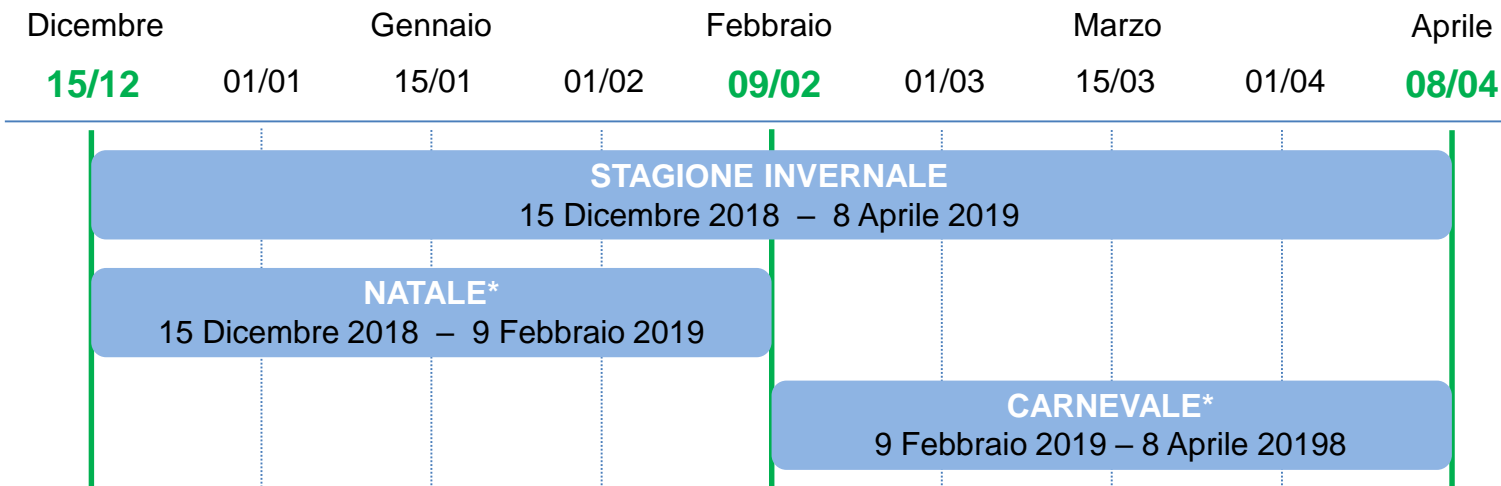 Dicembre Gennaio Febbraio Marzo Aprile
15/12 01/01 15/01 01/02 09/02 01/03 15/03 01/04 08/04
STAGIONE INVERNALE
15 Dicembre 2018 – 8 Aprile 2019
NATALE*
15 Dicembre 2018 – 9 Febbraio 2019
CARNEVALE*
9 Febbraio 2019 – 8 Aprile 20198